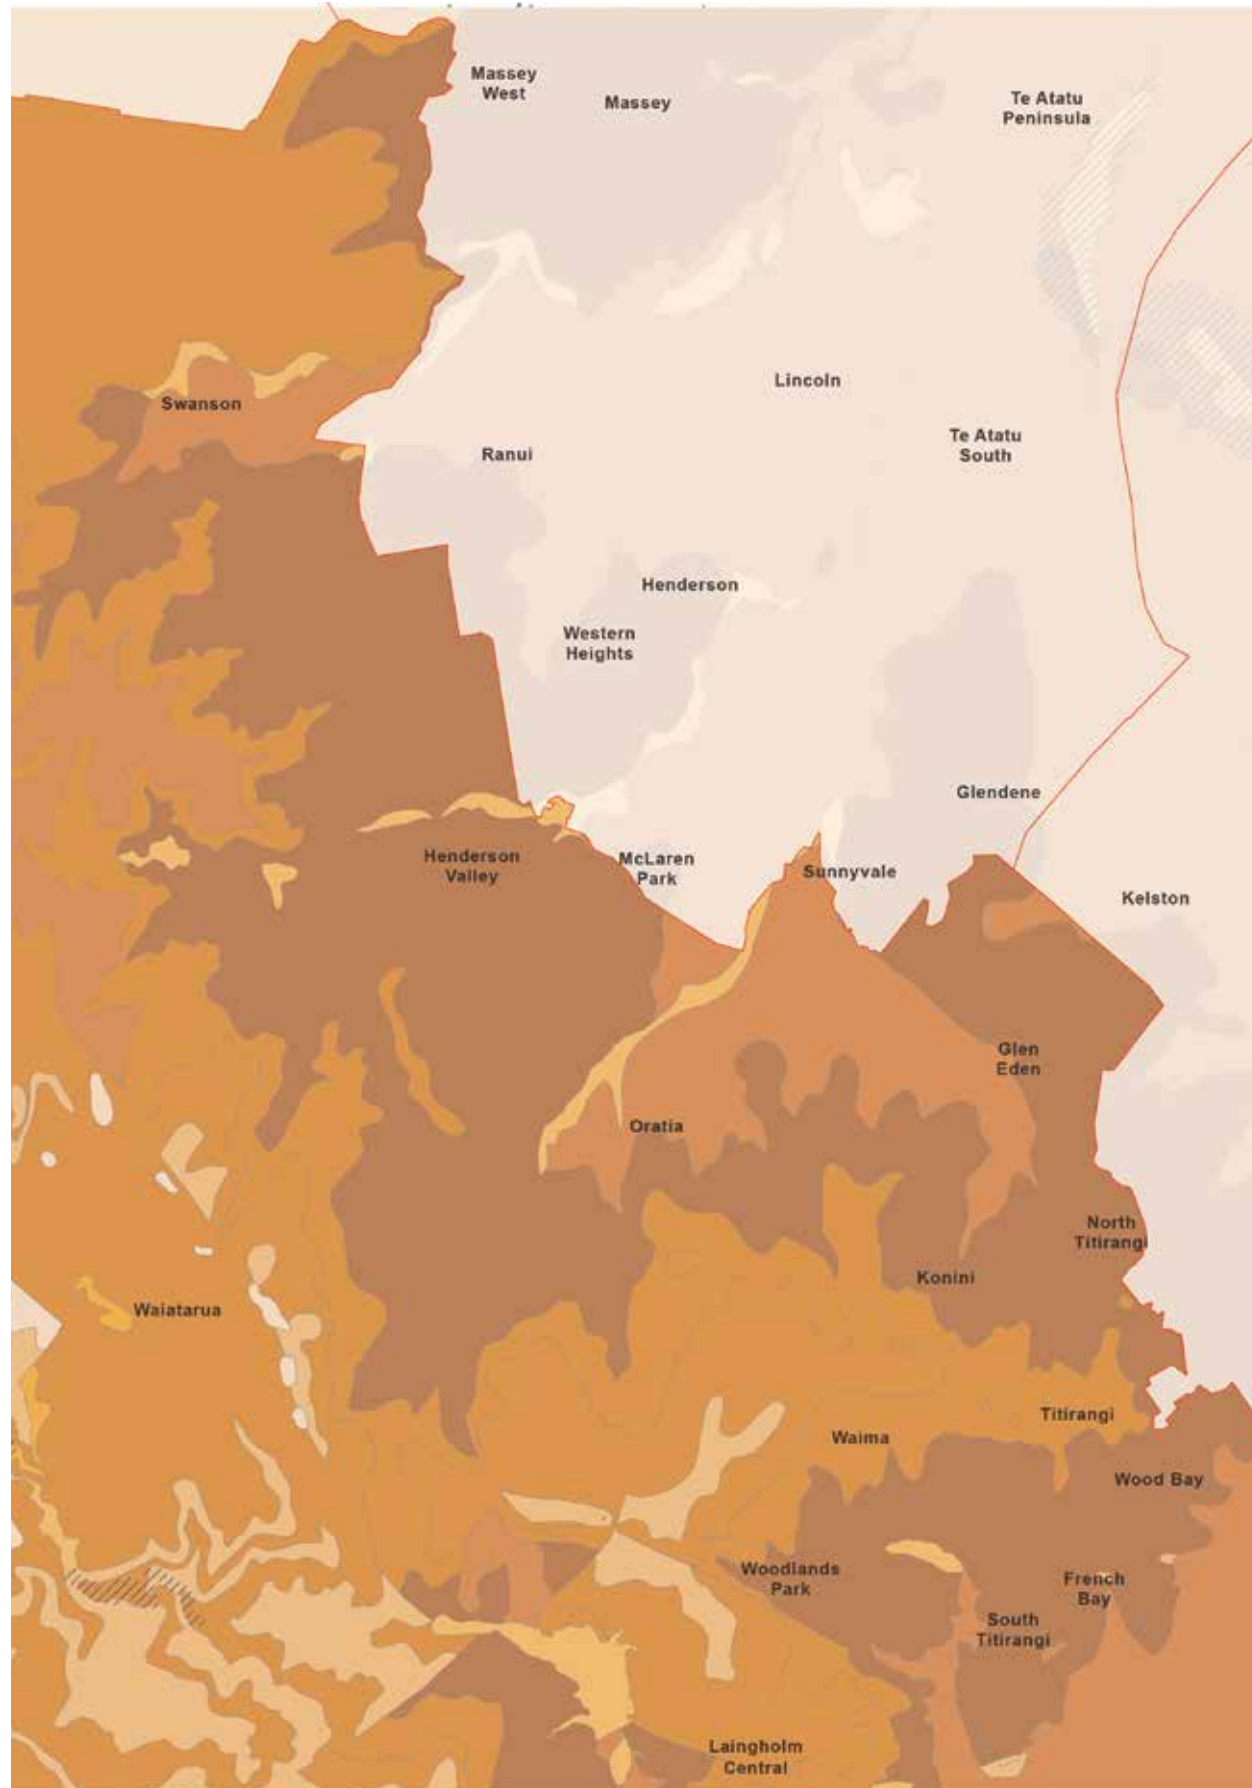 Massey
West
Massey
Te Atatu
Peninsula
Lincoln
Swanson
Te Atatu
South
Ranui
Henderson
Western
Heights
Glendene
Henderson
Valley
McLaren
Park
Sunnyvale
Kelston
Glen
Eden
Oratia
North
Titirangi
Konini
Waiatarua
Titirangi
Waima
Wood Bay
Woodlands
Park
French
Bay
South
Titirangi
Laingholm
Central